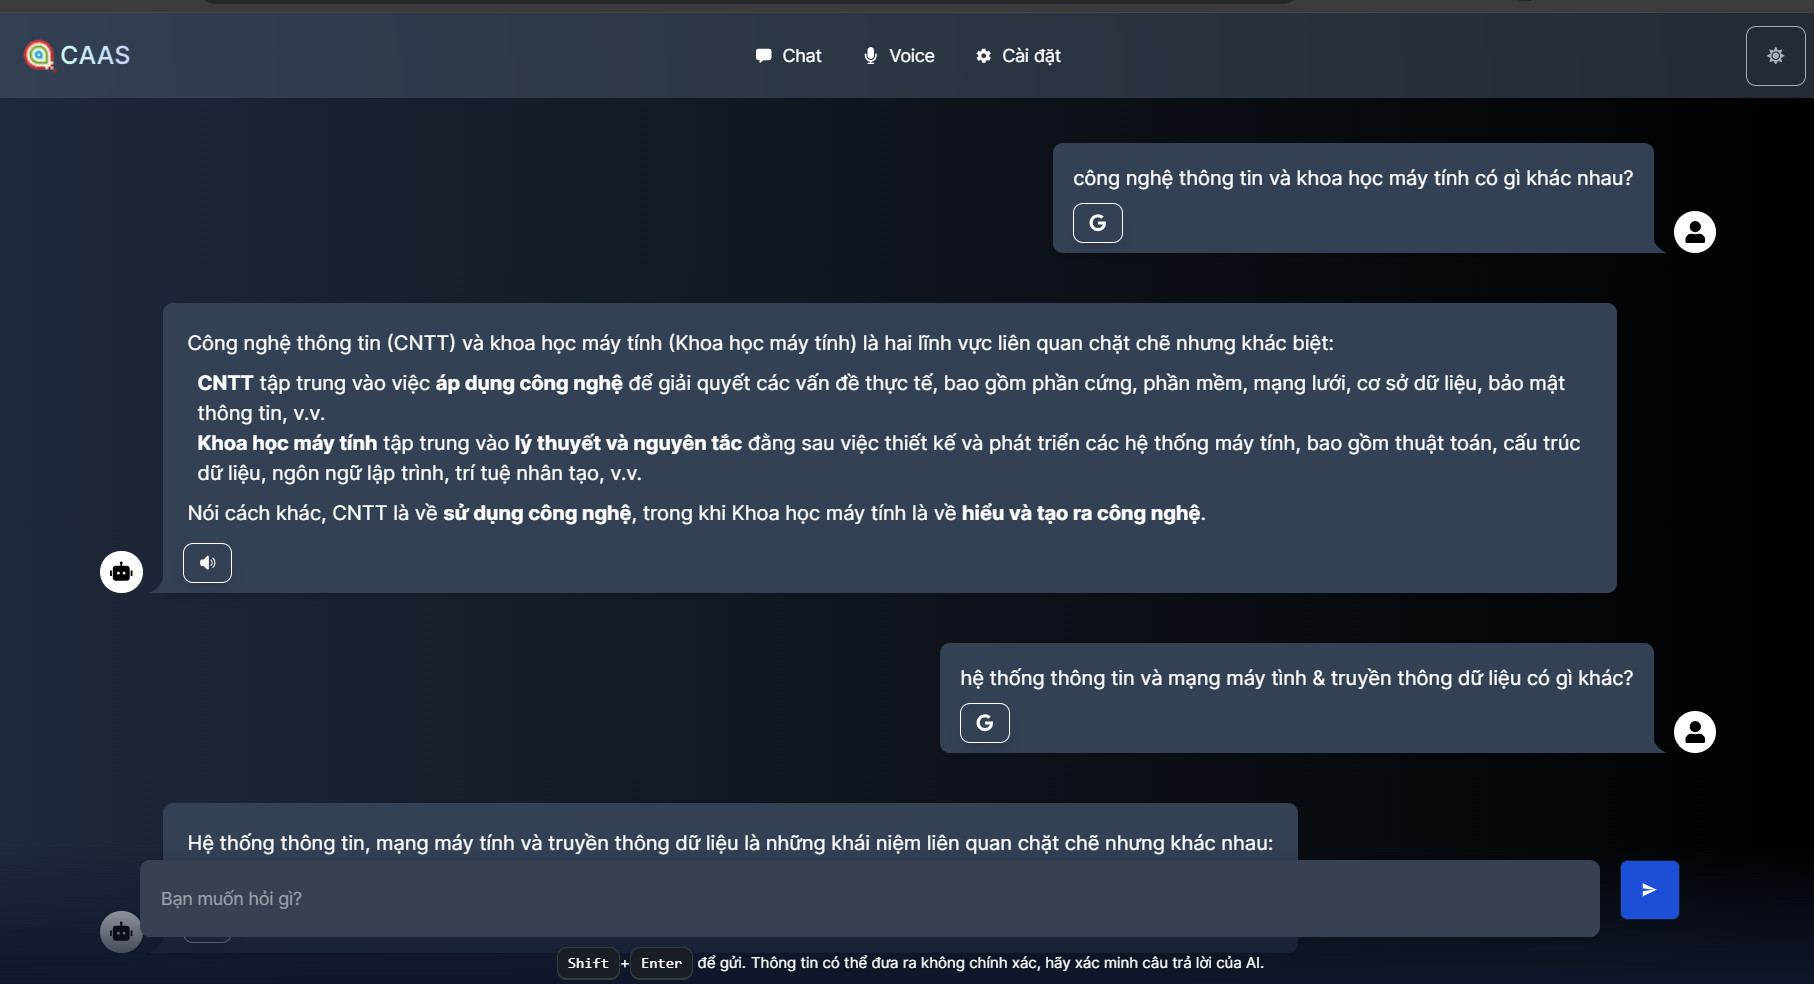 CAAS
Chat
Voice
Cài đặt
công nghệ thông tin và khoa học máy tính có gì khác nhau?
G
Công nghệ thông tin (CNTT) và khoa học máy tính (Khoa học máy tính) là hai lĩnh vực liên quan chặt chẽ nhưng khác biệt:
CNTT tập trung vào việc áp dụng công nghệ để giải quyết các vấn đề thực tế, bao gồm phần cứng, phần mềm, mạng lưới, cơ sở dữ liệu, bảo mật
thông tin, v.v.
Khoa học máy tính tập trung vào lý thuyết và nguyên tắc đằng sau việc thiết kế và phát triển các hệ thống máy tính, bao gồm thuật toán, cấu trúc
dữ liệu, ngôn ngữ lập trình, trí tuệ nhân tạo, v.v.
Nói cách khác, CNTT là về sử dụng công nghệ, trong khi Khoa học máy tính là về hiểu và tạo ra công nghệ.
hệ thống thông tin và mạng máy tình & truyền thông dữ liệu có gì khác?
G
Hệ thống thông tin, mạng máy tính và truyền thông dữ liệu là những khái niệm liên quan chặt chẽ nhưng khác nhau:
Bạn muốn hỏi gì?
Shift + Enter để gửi. Thông tin có thể đưa ra không chính xác, hãy xác minh câu trả lời của AI.